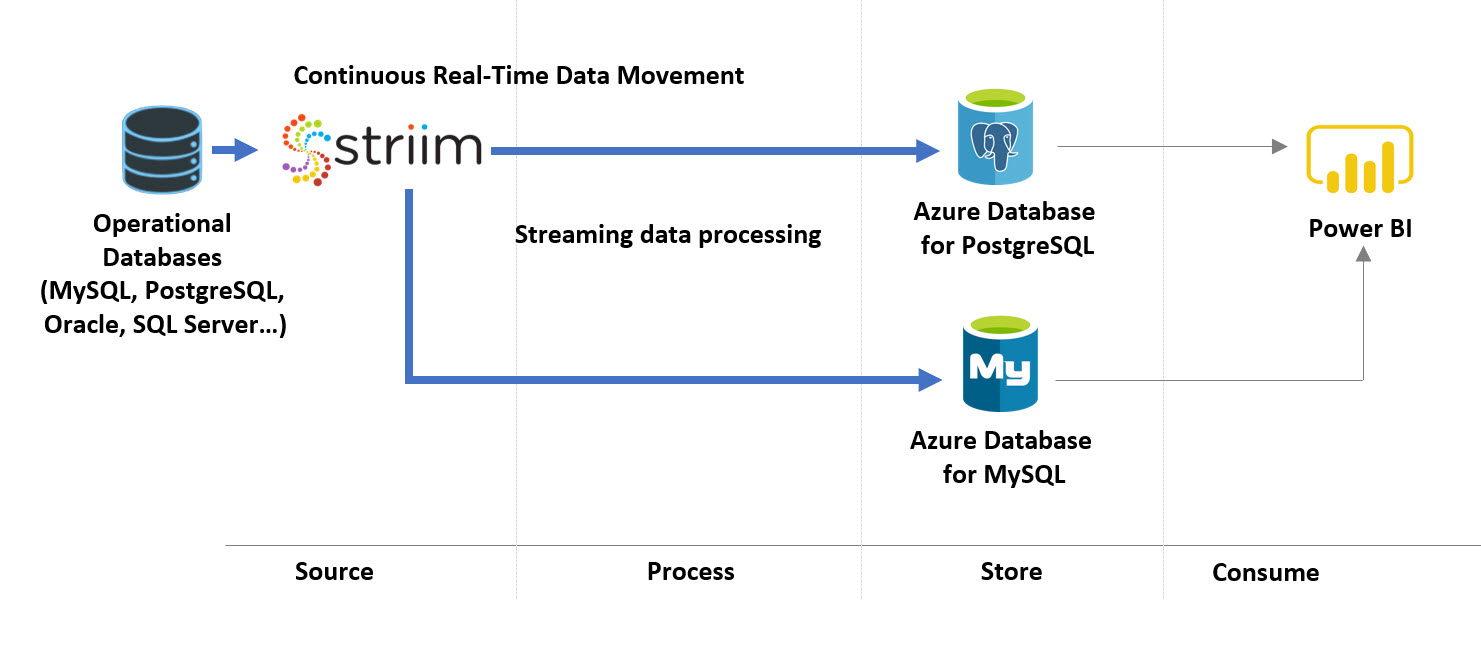 Continuous Real-Time Data Movement
striim
Operational
Databases
(MySQL, PostgreSQL,
Oracle, SQL Server…)
Streaming data processing
Azure Database
for PostgreSQL
Power BI
My
Azure Database
for MySQL
Source
Process
Store
Consume